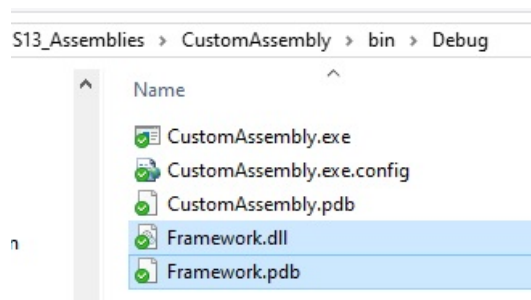 S13_Assemblies > CustomAssembly > bin > Debug
Name
CustomAssembly.exe
CustomAssembly.exe.config
CustomAssembly.pdb
n
Framework.dll
Framework.pdb